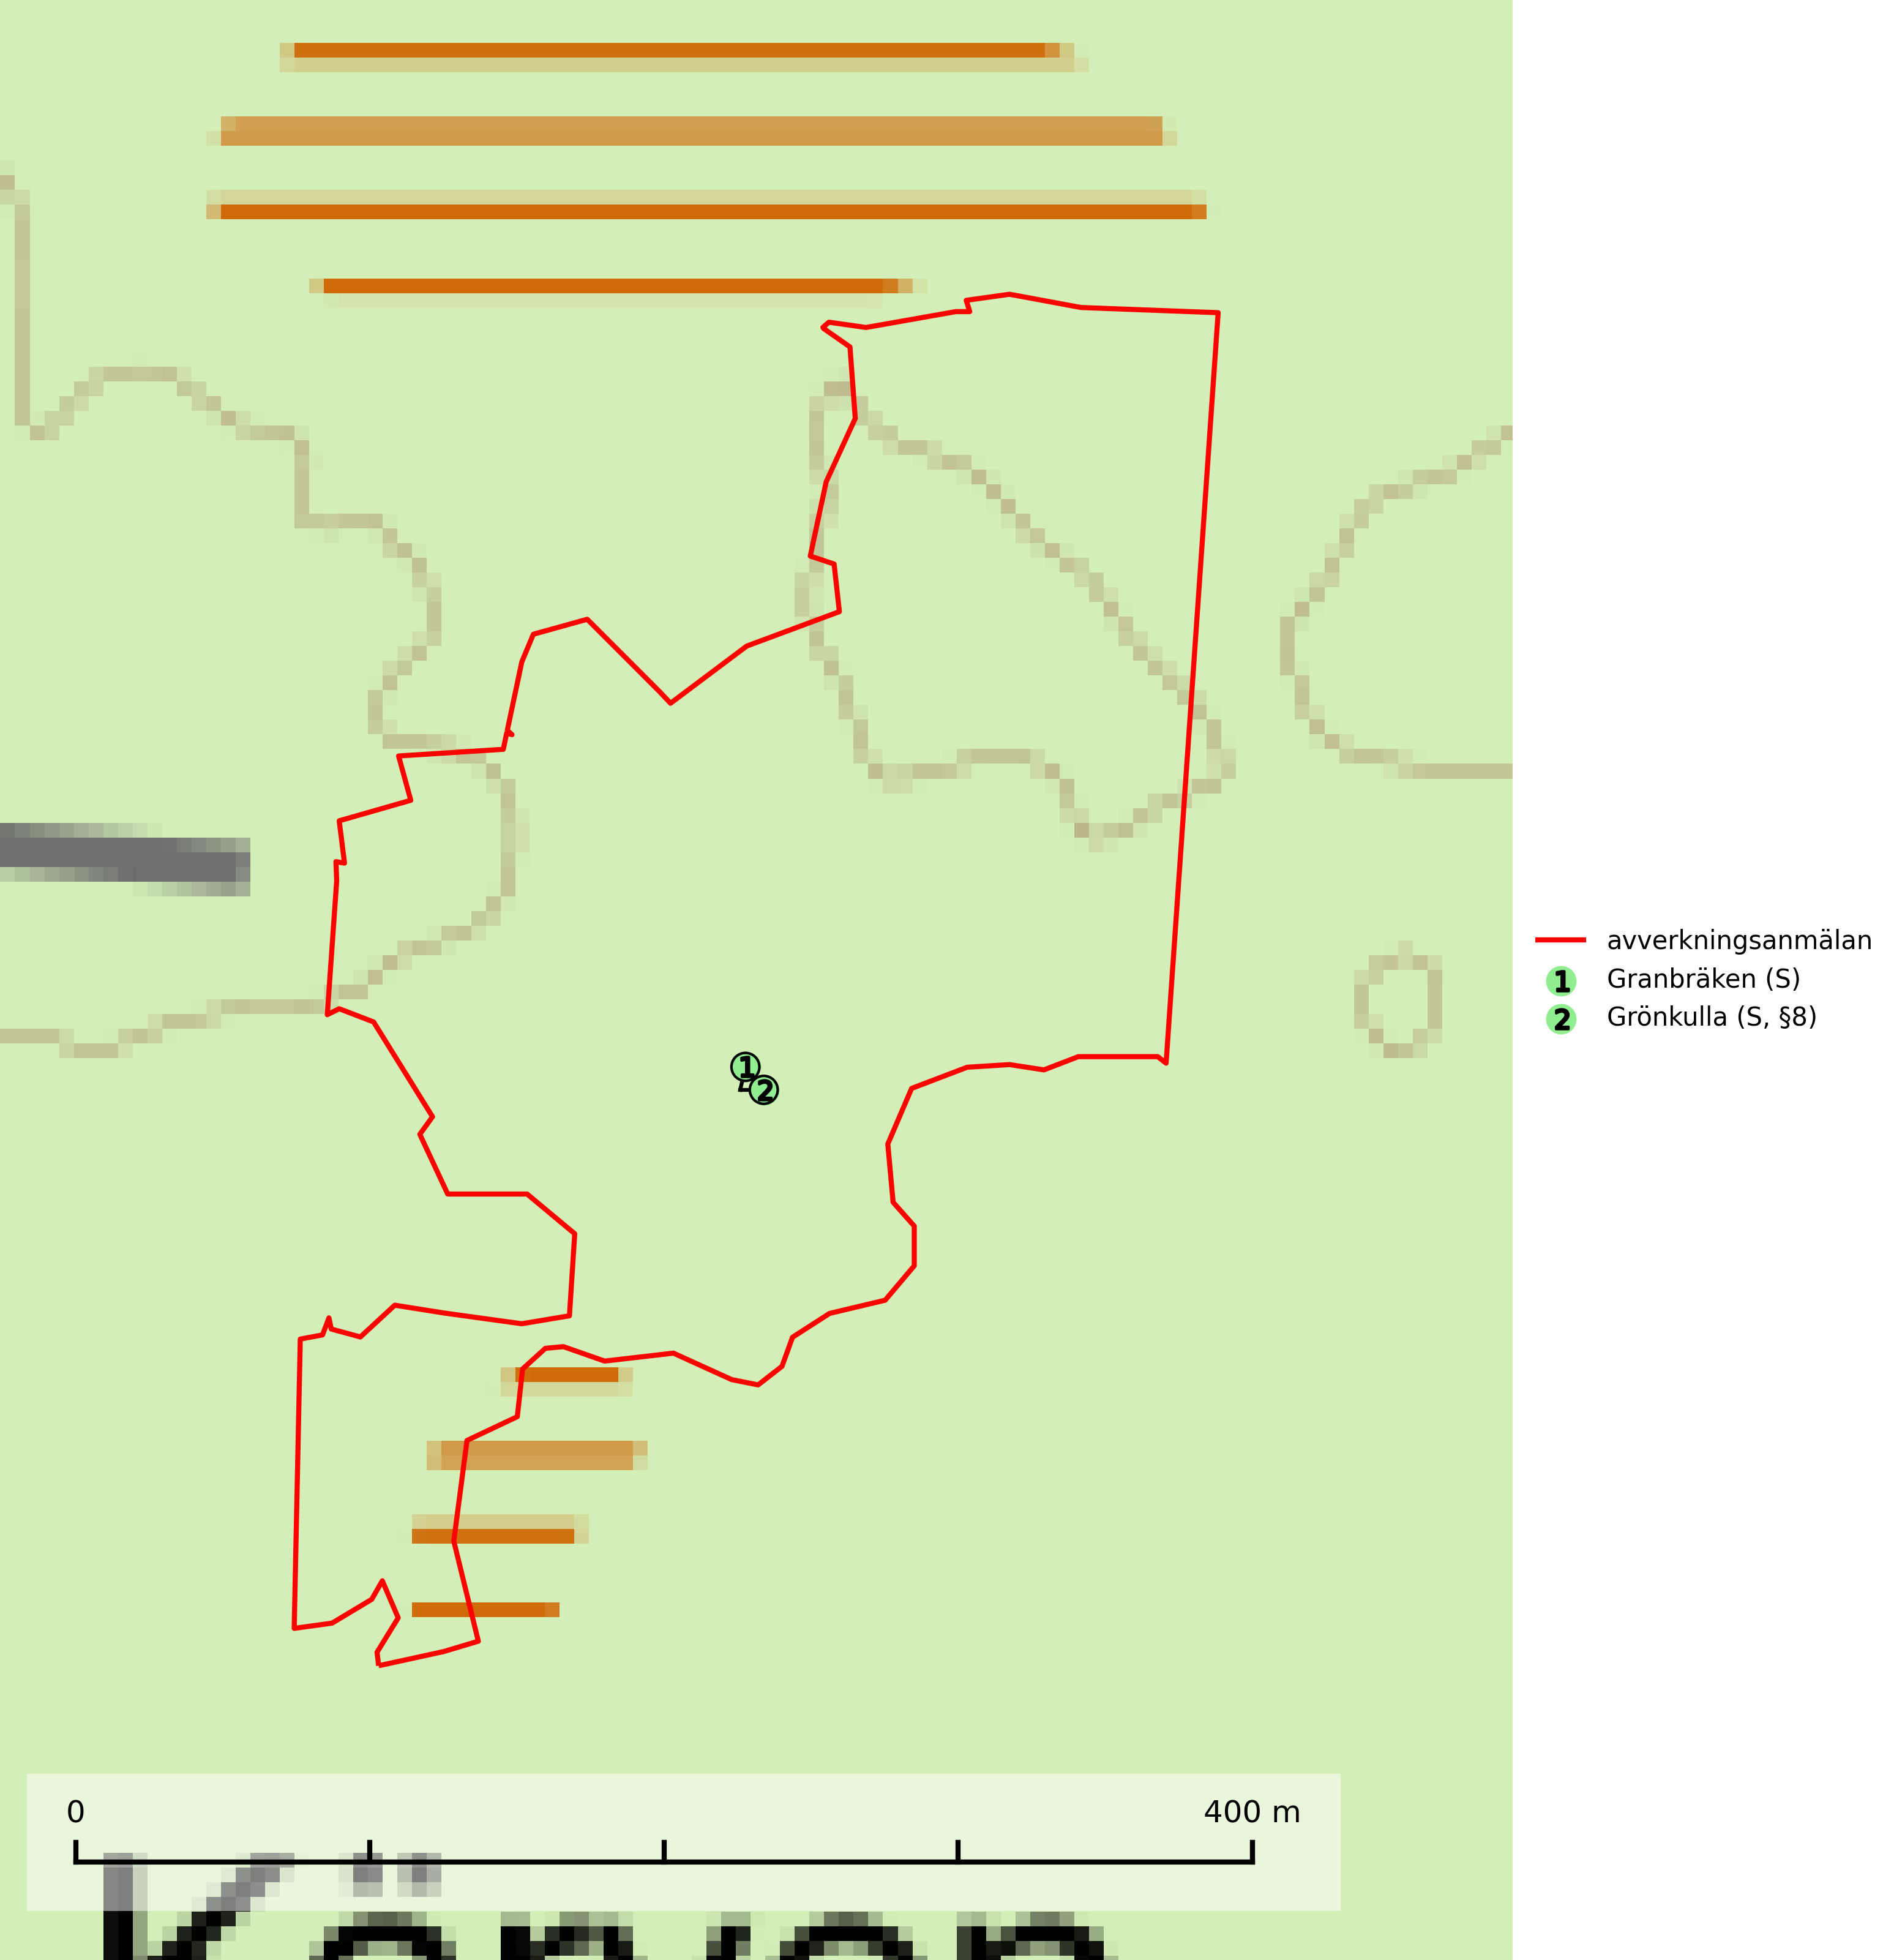 avverkningsanmälan
1 Granbräken (S)
2 Grönkulla (S, §8)
1
2
0 400 m